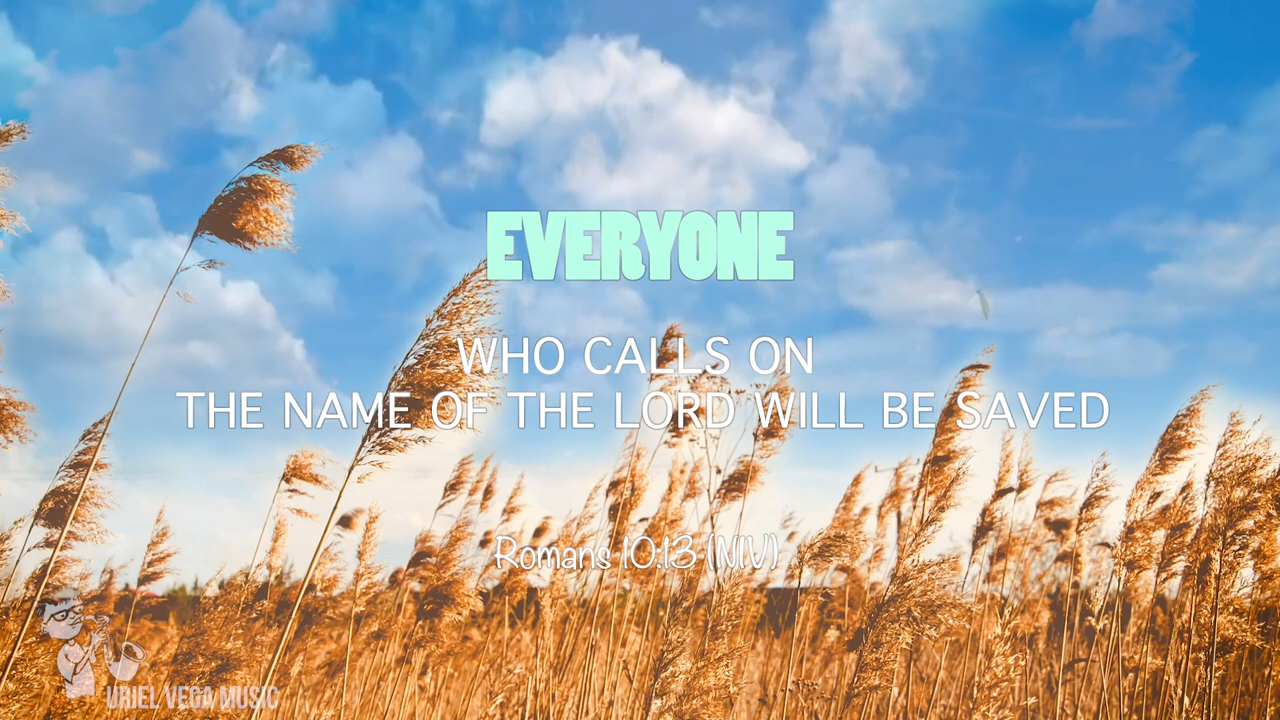 EVERYONE
WHO CALLS ON
THE NAME OF THE LORD WILL BE SAVED
Romans 10:13 (NIV)
URIEL VEGA MUSIC